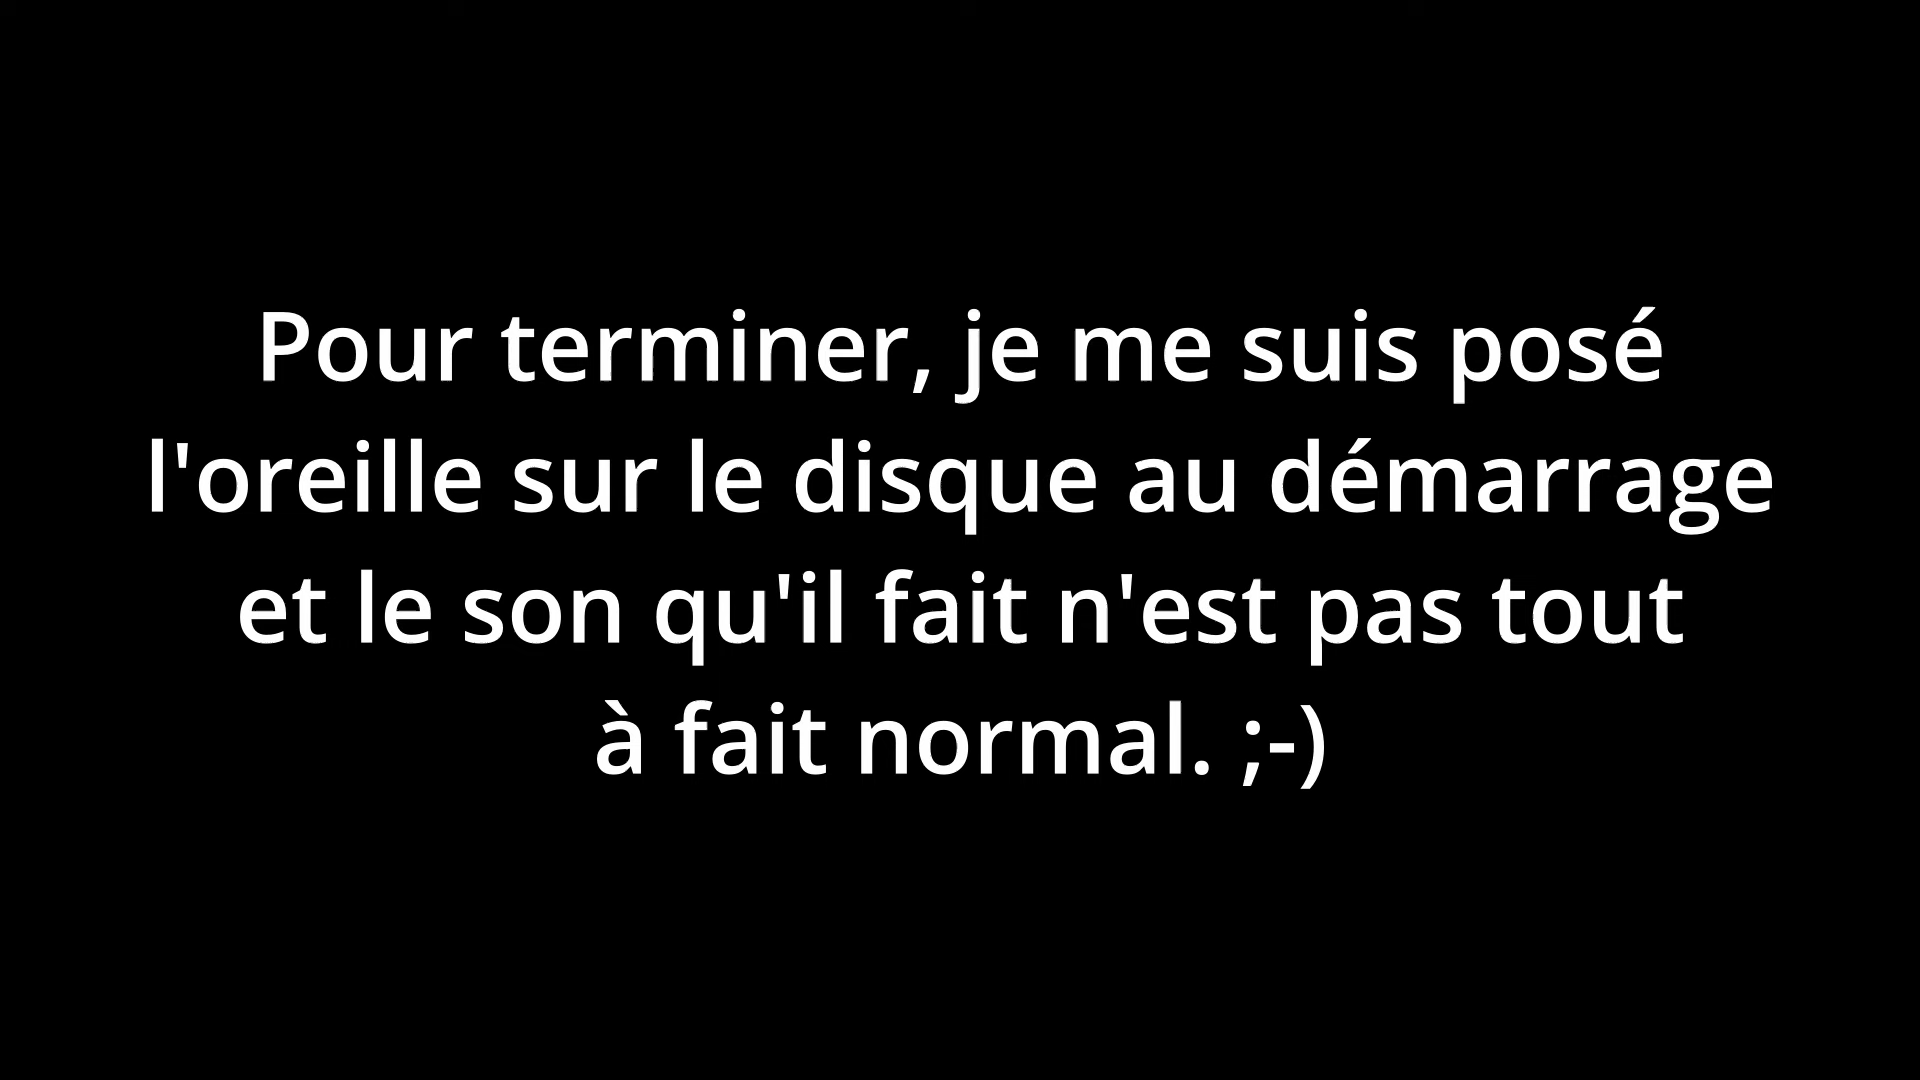 Pour terminer, je me suis posé
l'oreille sur le disque au démarrage
et le son qu'il fait n'est pas tout
à fait normal. ;-)